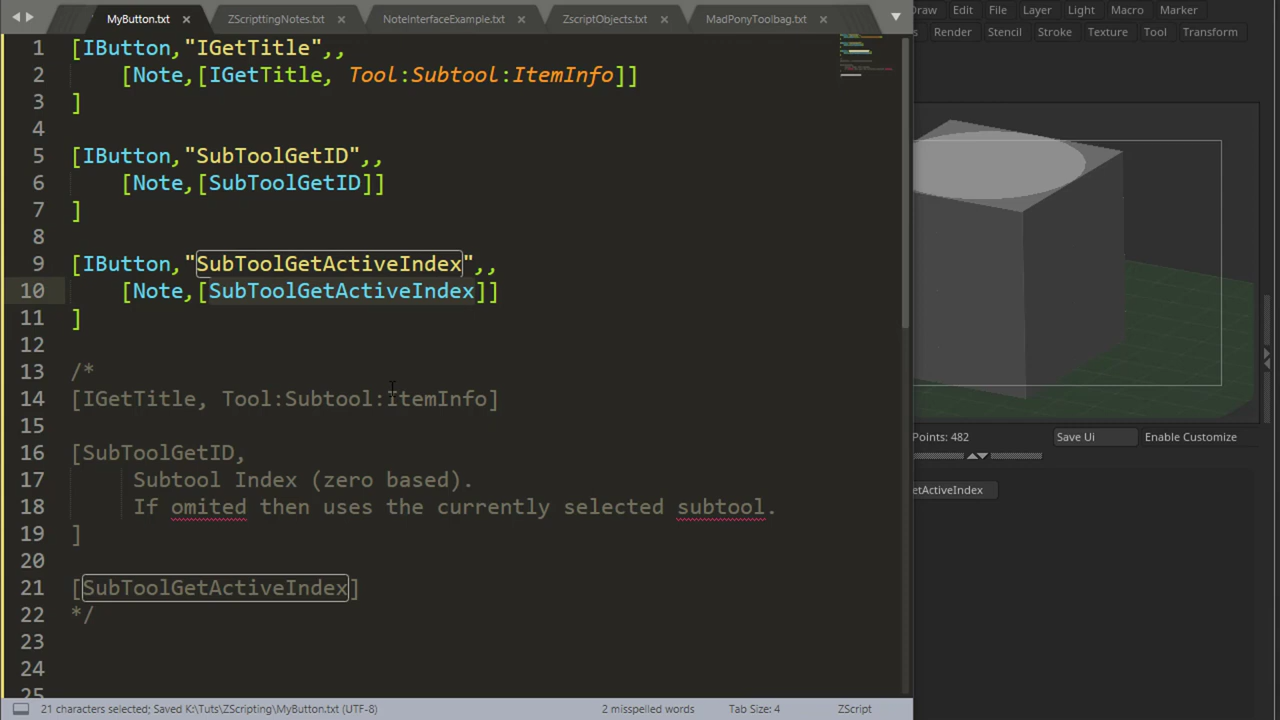 MyButton.txt × ZScripttingNotes.txt × NoteInterfaceExample.txt × ZscriptObjects.txt × MadPonyToolbag.txt ×
1 [IButton,"IGetTitle",,
2 [Note,[IGetTitle, Tool:Subtool:ItemInfo]]
3 ]
4
5 [IButton,"SubToolGetID",,
6 [Note,[SubToolGetID]]
7 ]
8
9 [IButton,"SubToolGetActiveIndex",,
10 [Note,[SubToolGetActiveIndex]]
11 ]
12
13 /*
14 [IGetTitle, Tool:Subtool:ItemInfo]
15
16 [SubToolGetID,
17 Subtool Index (zero based).
18 If omited then uses the currently selected subtool.
19 ]
20
21 [SubToolGetActiveIndex]
22 */
23
24
25
21 characters selected; Saved K:\Tuts\ZScripting\MyButton.txt (UTF-8) 2 misspelled words Tab Size: 4 ZScript
Edit File Layer Light Macro Marker
Render Stencil Stroke Texture Tool Transform
Points: 482 Save Ui Enable Customize
etActiveIndex